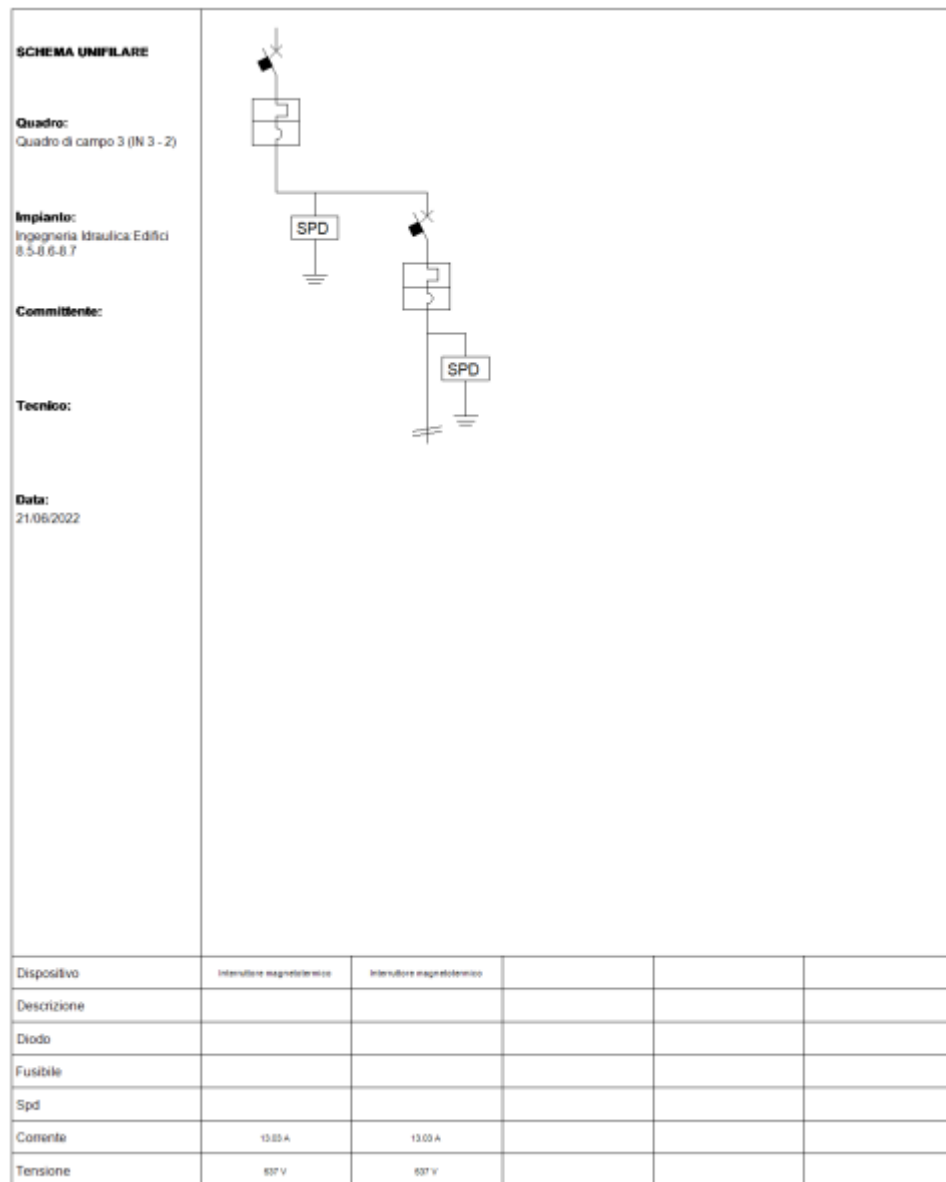 SCHEMA UNIFILARE
Quadro:
Quadro di campo 3 (IN 3 - 2)
Impianto:
Ingegneria Idraulica Edifici
8.5-8.6-8.7
Committente:
Tecnico:
Data:
21/06/2022
SPD
SPD
Dispositivo Interruttore magnetotermico Interruttore magnetotermico
Descrizione
Diodo
Fusibile
Spd
Corrente 13.03 A 13.03 A
Tensione 637 V 637 V